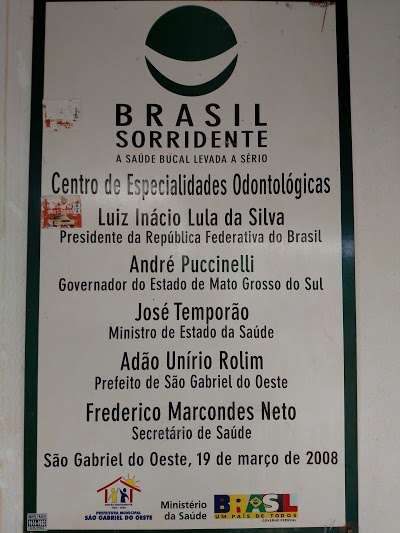 BRASIL
SORRIDENTE
A SAÚDE BUCAL LEVADA A SÉRIO
Centro de Especialidades Odontológicas
Luiz Inácio Lula da Silva
Presidente da República Federativa do Brasil
André Puccinelli
Governador do Estado de Mato Grosso do Sul
José Temporão
Ministro de Estado da Saúde
Adão Unírio Rolim
Prefeito de São Gabriel do Oeste
Frederico Marcondes Neto
Secretário de Saúde
São Gabriel do Oeste, 19 de março de 2008
PREFEITURA MUNICIPAL
SÃO GABRIEL DO OESTE
Ministério
da Saúde
BRASIL
UM PAÍS DE TODOS
GOVERNO FEDERAL